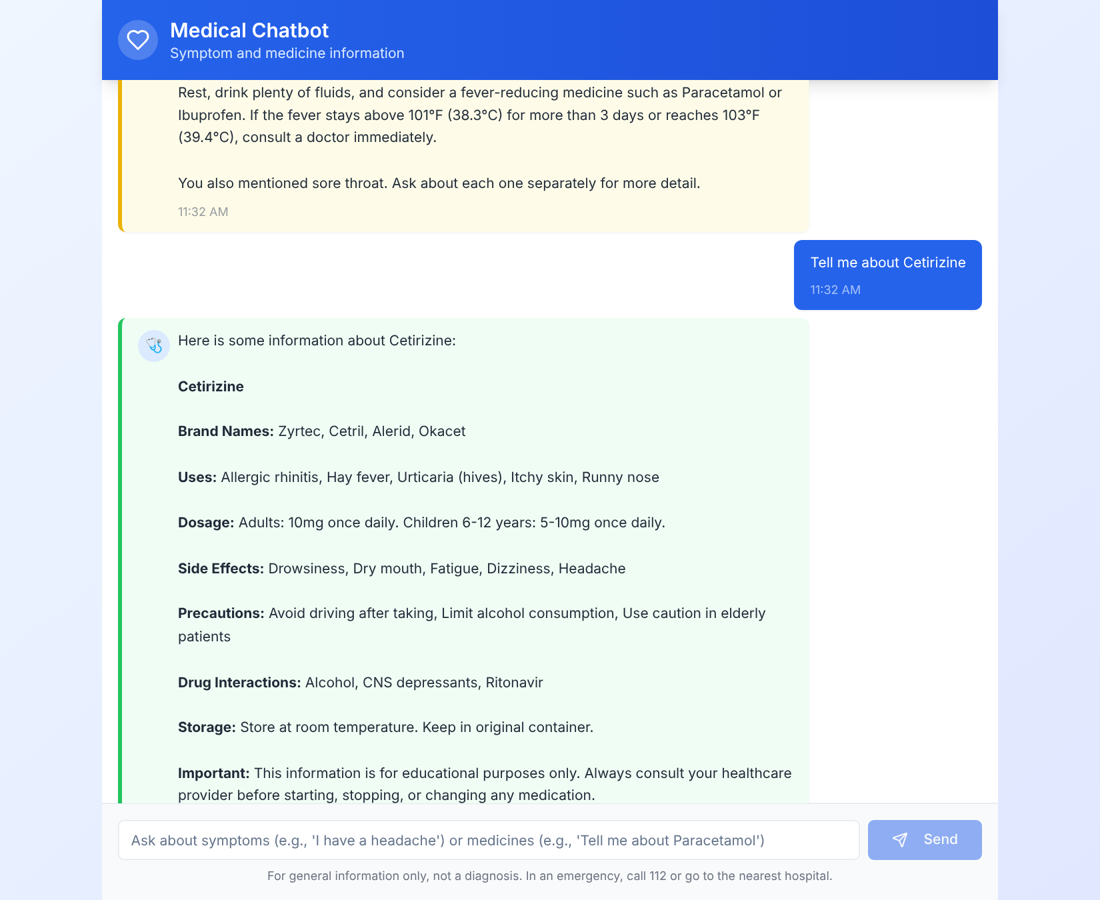 Medical Chatbot
Symptom and medicine information
Rest, drink plenty of fluids, and consider a fever-reducing medicine such as Paracetamol or
Ibuprofen. If the fever stays above 101°F (38.3°C) for more than 3 days or reaches 103°F
(39.4°C), consult a doctor immediately.
You also mentioned sore throat. Ask about each one separately for more detail.
11:32 AM
Tell me about Cetirizine
11:32 AM
Here is some information about Cetirizine:
Cetirizine
Brand Names: Zyrtec, Cetril, Alerid, Okacet
Uses: Allergic rhinitis, Hay fever, Urticaria (hives), Itchy skin, Runny nose
Dosage: Adults: 10mg once daily. Children 6-12 years: 5-10mg once daily.
Side Effects: Drowsiness, Dry mouth, Fatigue, Dizziness, Headache
Precautions: Avoid driving after taking, Limit alcohol consumption, Use caution in elderly
patients
Drug Interactions: Alcohol, CNS depressants, Ritonavir
Storage: Store at room temperature. Keep in original container.
Important: This information is for educational purposes only. Always consult your healthcare
provider before starting, stopping, or changing any medication.
Ask about symptoms (e.g., 'I have a headache') or medicines (e.g., 'Tell me about Paracetamol')
Send
For general information only, not a diagnosis. In an emergency, call 112 or go to the nearest hospital.